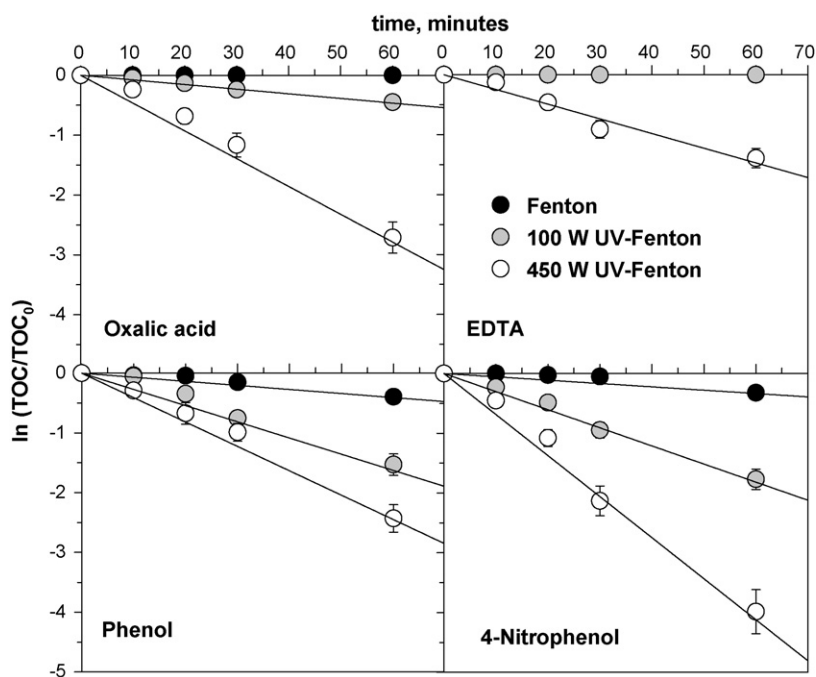 time, minutes
0 10 20 30 40 50 60 0 10 20 30 40 50 60 70
0
-1
-2
-3
-4
Fenton
100 W UV-Fenton
450 W UV-Fenton
Oxalic acid
EDTA
ln (TOC/TOC₀)
0
-1
-2
-3
-4
-5
Phenol
4-Nitrophenol